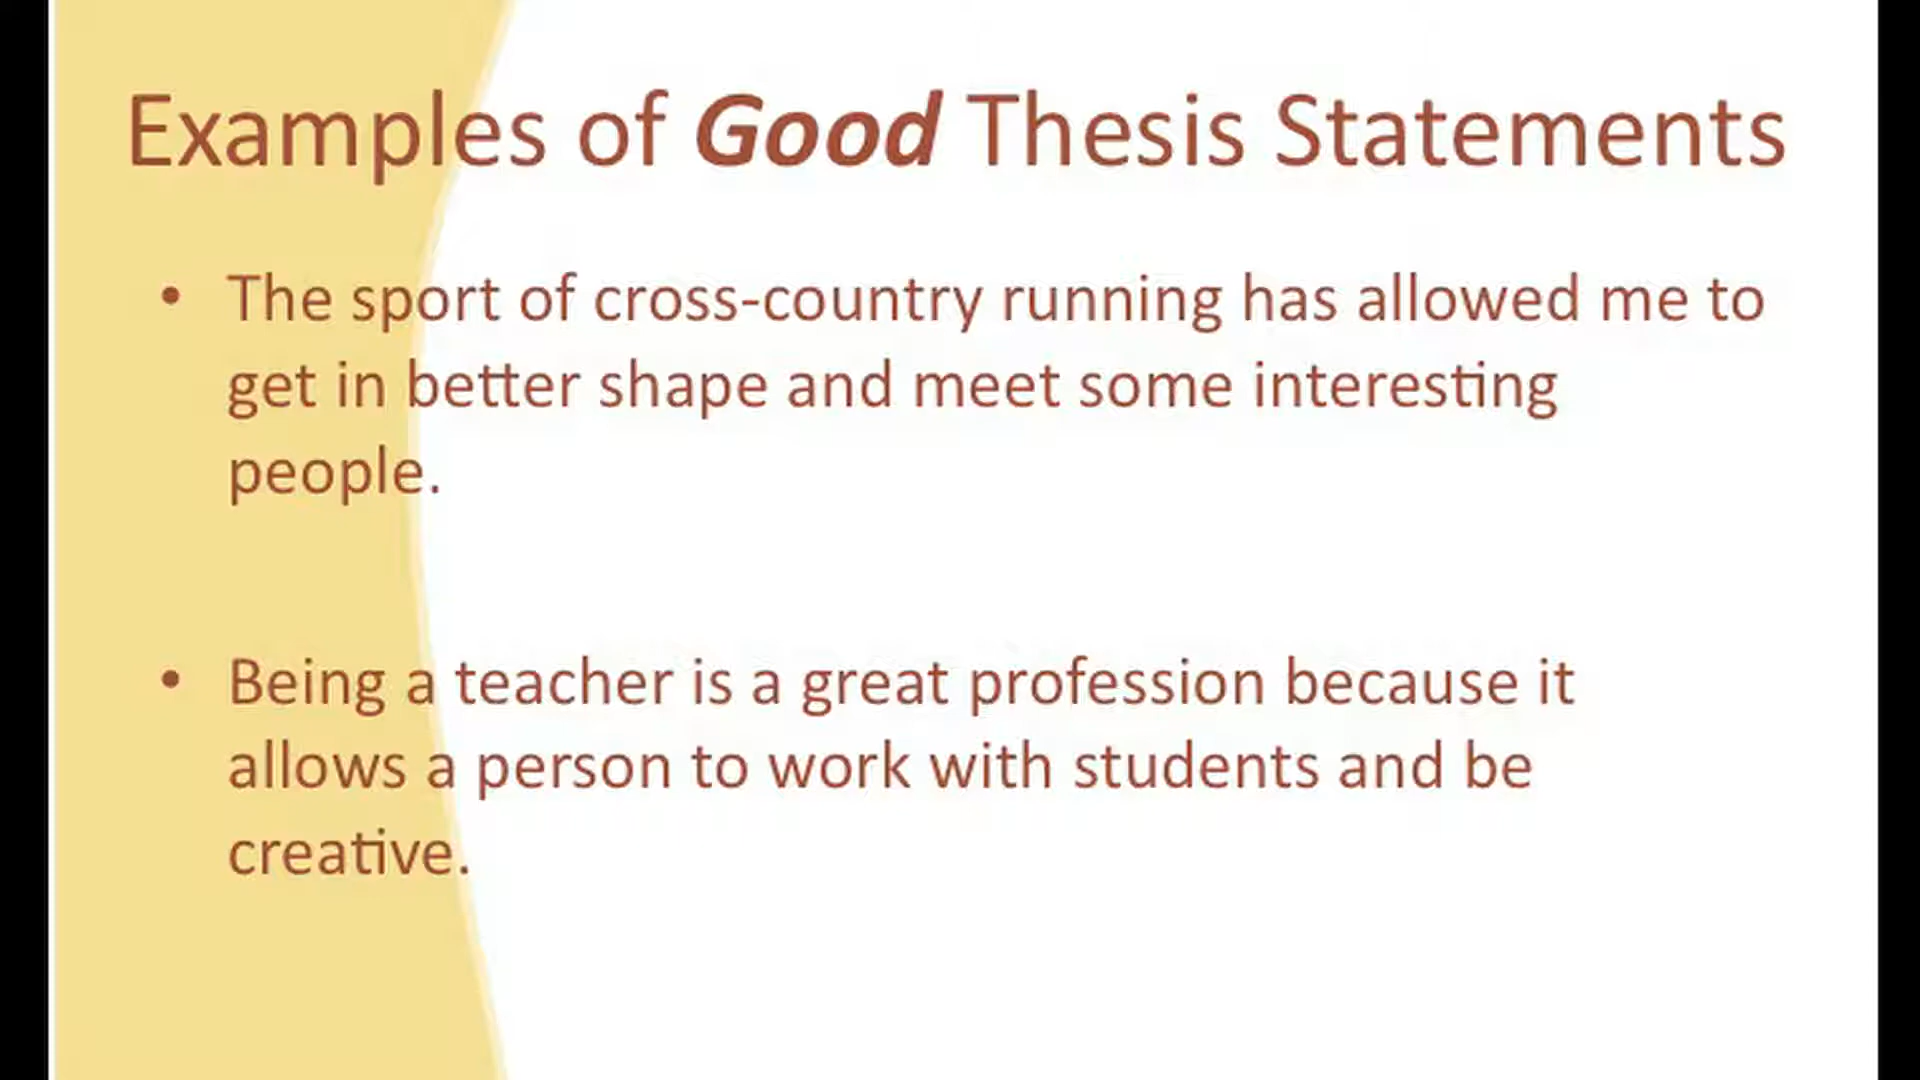 Examples of Good Thesis Statements
• The sport of cross-country running has allowed me to
get in better shape and meet some interesting
people.
• Being a teacher is a great profession because it
allows a person to work with students and be
creative.